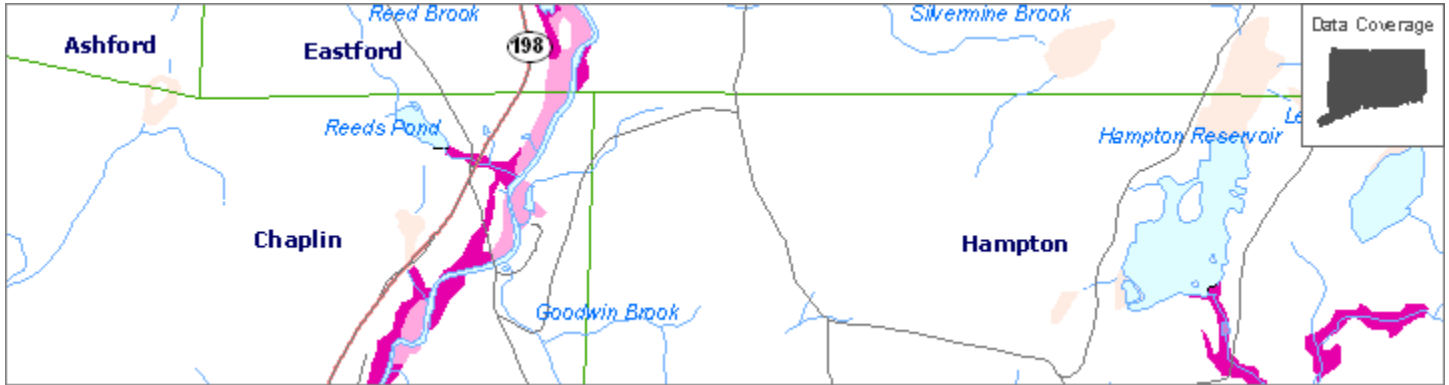 Reed Brook
Silvermine Brook
Data Coverage
Ashford
Eastford
198
Reeds Pond
Hampton Reservoir
Chaplin
Hampton
Goodwin Brook